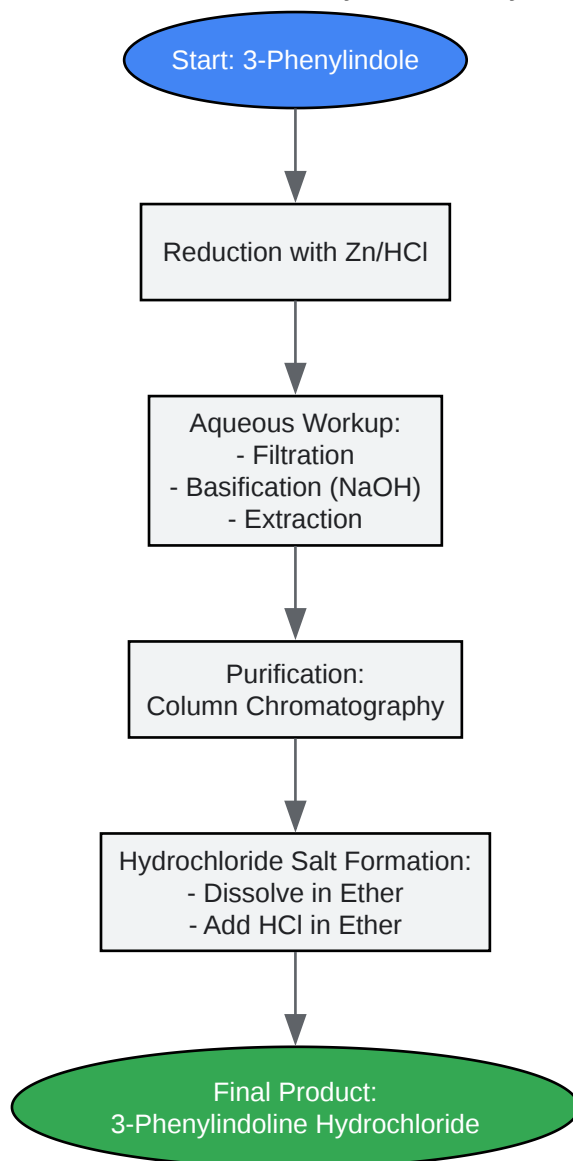 Start: 3-Phenylindole
Reduction with Zn/HCl
Aqueous Workup:
- Filtration
- Basification (NaOH)
- Extraction
Purification:
Column Chromatography
Hydrochloride Salt Formation:
- Dissolve in Ether
- Add HCl in Ether
Final Product:
3-Phenylindoline Hydrochloride